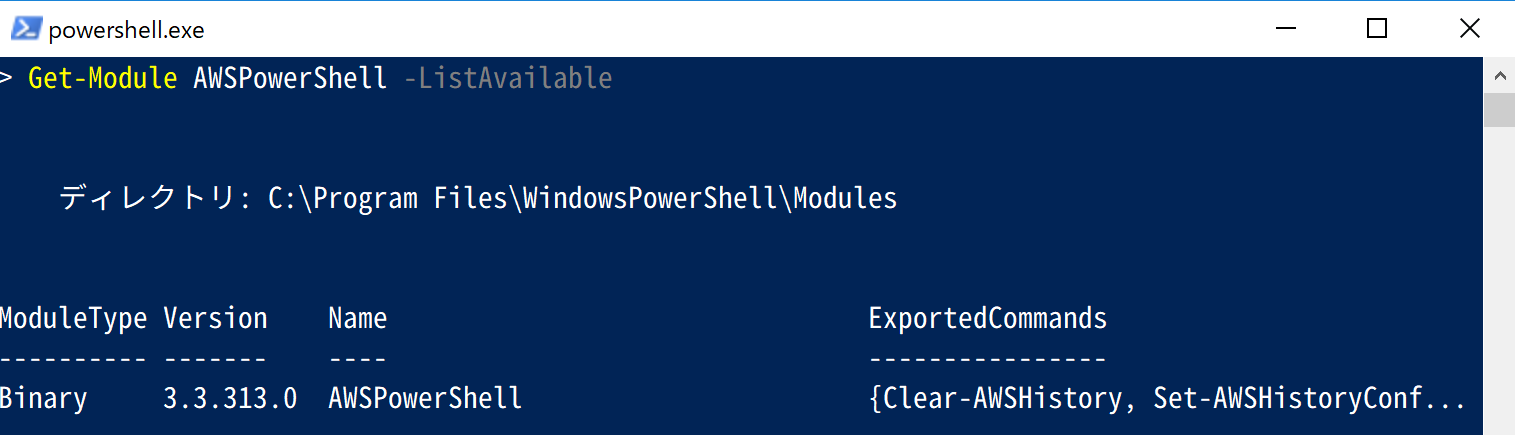 powershell.exe
> Get-Module AWSPowerShell -ListAvailable
ディレクトリ: C:\Program Files\WindowsPowerShell\Modules
ModuleType Version Name ExportedCommands
---------- ------- ---- ----------------
Binary 3.3.313.0 AWSPowerShell {Clear-AWSHistory, Set-AWSHistoryConf...